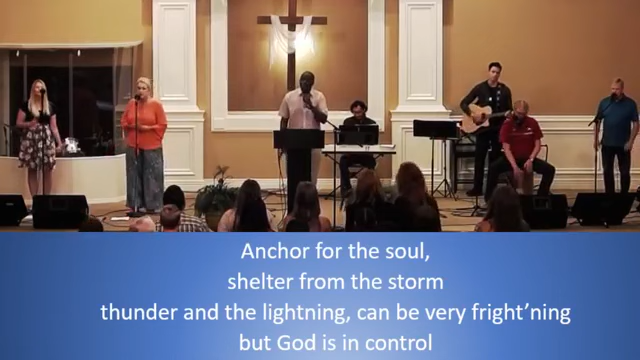 Anchor for the soul,
shelter from the storm
thunder and the lightning, can be very fright’ning
but God is in control